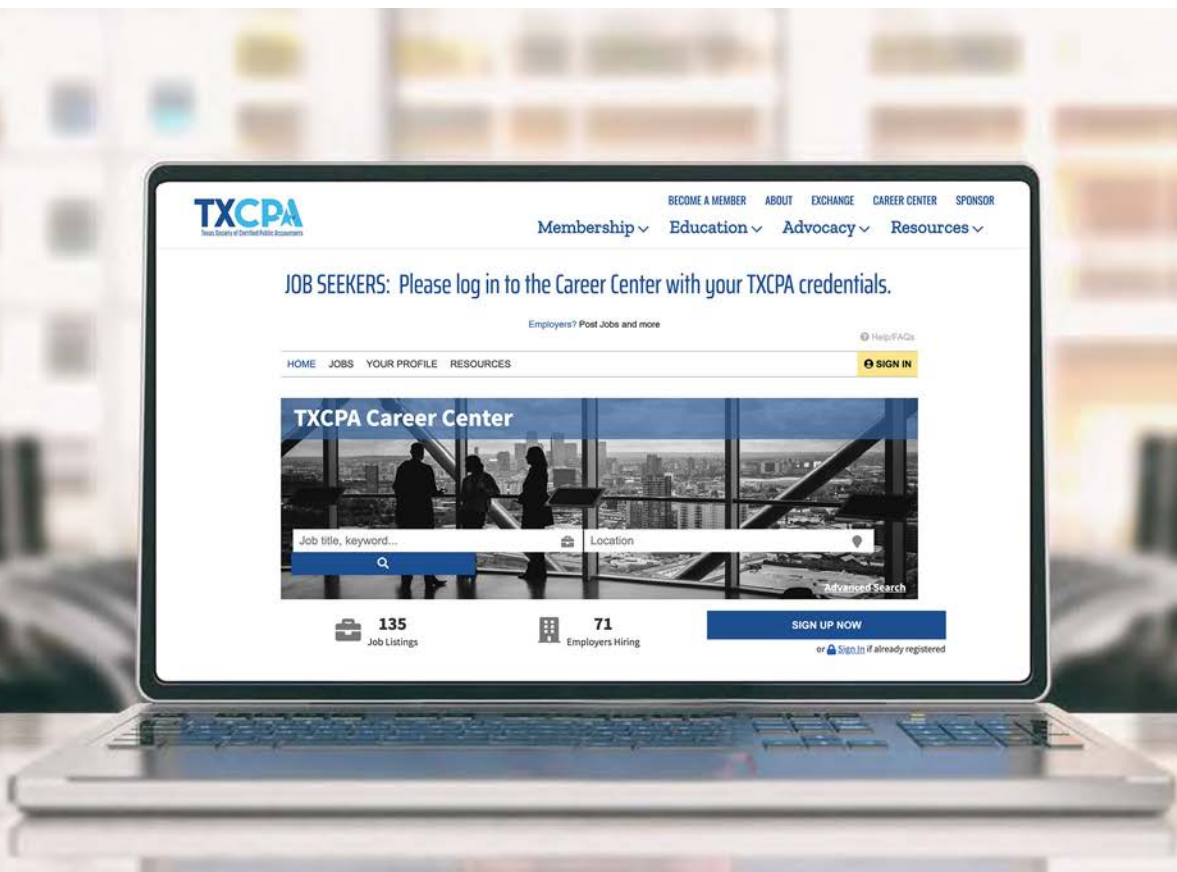 TXCPA
Texas Society of Certified Public Accountants
BECOME A MEMBER ABOUT EXCHANGE CAREER CENTER SPONSOR
Membership Education Advocacy Resources
JOB SEEKERS: Please log in to the Career Center with your TXCPA credentials.
Employers? Post Jobs and more
Help/FAQs
HOME JOBS YOUR PROFILE RESOURCES
SIGN IN
TXCPA Career Center
Job title, keyword... Location
Advanced Search
135
Job Listings
71
Employers Hiring
SIGN UP NOW
or Sign In if already registered